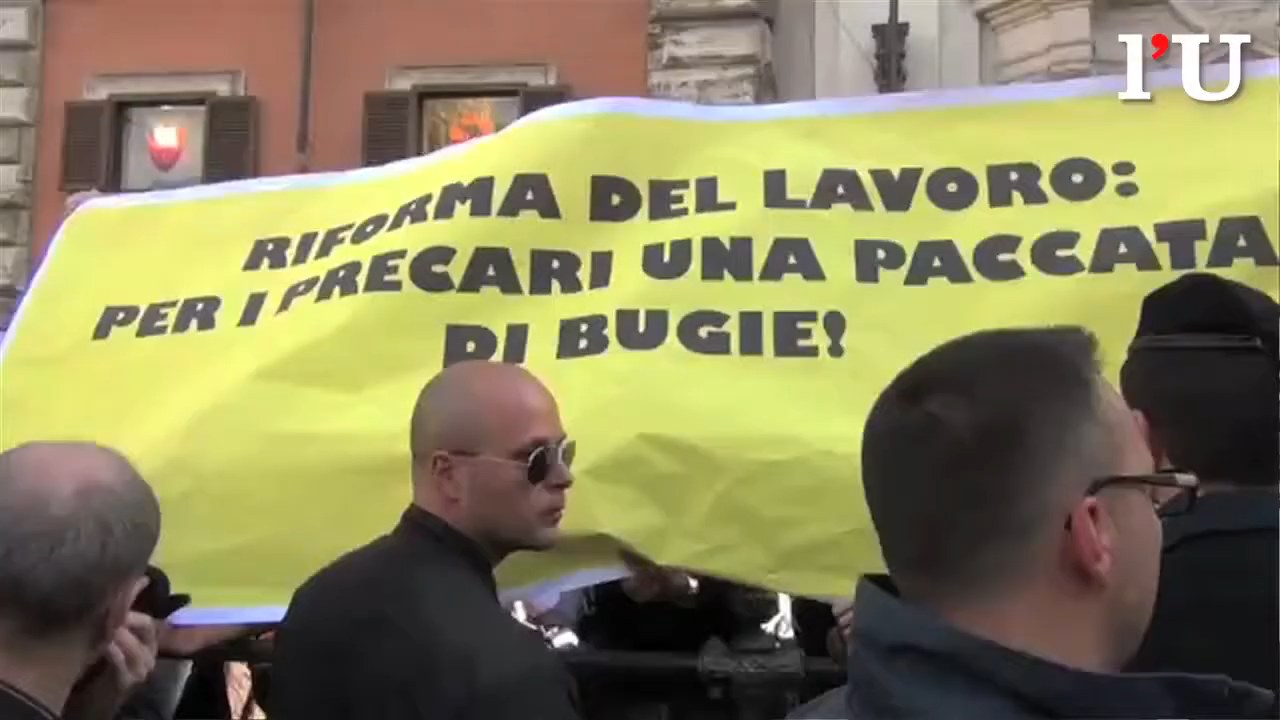 l'U
RIFORMA DEL LAVORO:
PER I PRECARI UNA PACCATA
DI BUGIE!